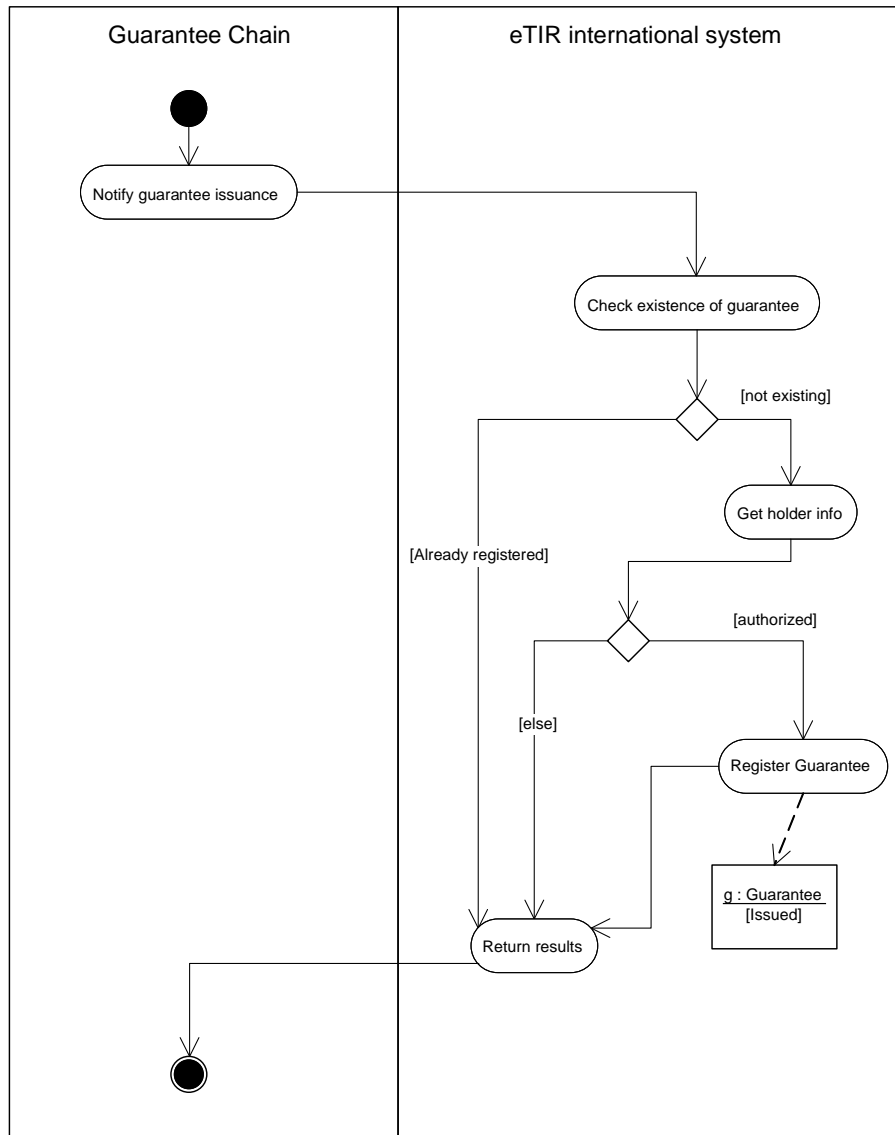 Guarantee Chain
eTIR international system
Notify guarantee issuance
Check existence of guarantee
[not existing]
Get holder info
[Already registered]
[authorized]
[else]
Register Guarantee
g : Guarantee
[Issued]
Return results